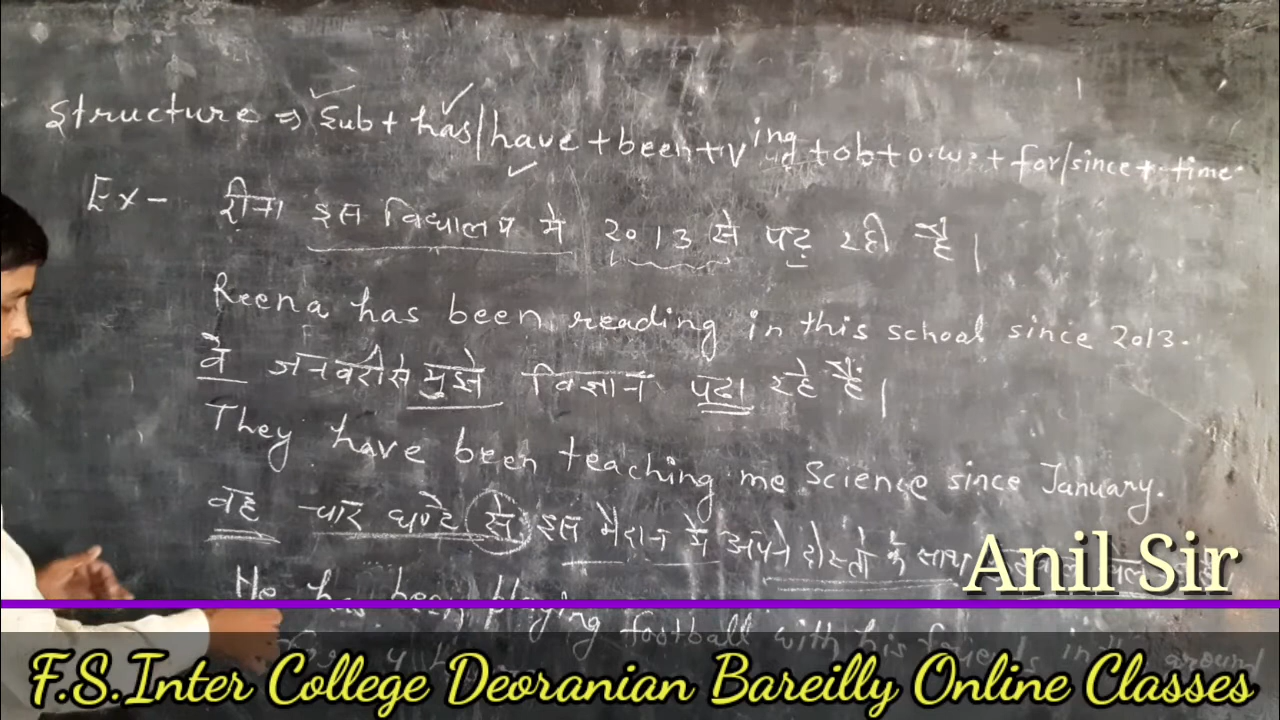 Structure ⇒ Sub + has/have + been + V ing + ob + o.w. + for/since + time.
Ex - रीना इस विद्यालय में 2013 से पढ़ रही है।
Reena has been reading in this school since 2013.
वे जनवरी से मुझे विज्ञान पढ़ा रहे हैं।
They have been teaching me Science since January.
वह चार घण्टे से इस मैदान में अपने दोस्तों के साथ
Anil Sir
He has been playing football with his friends in
for 4
F.S.Inter College Deoranian Bareilly Online Classes